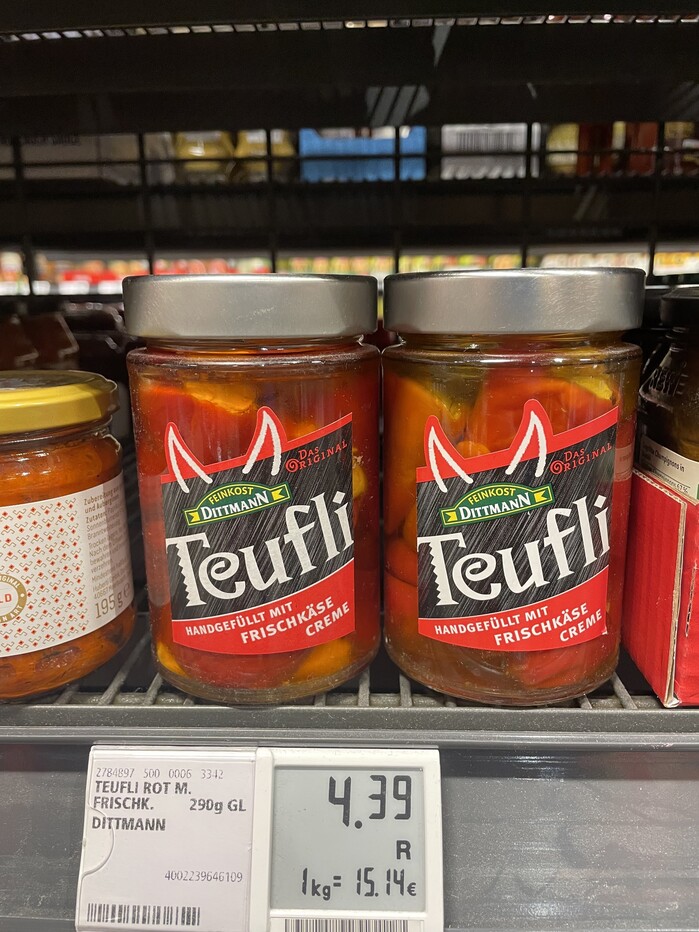 DAS
ORIGINAL
FEINKOST
DITTMANN
Teufli
HANDGEFÜLLT MIT
FRISCHKÄSE
CREME
DAS
ORIGINAL
FEINKOST
DITTMANN
Teufli
HANDGEFÜLLT MIT
FRISCHKÄSE
CREME
195 g
2784897 500 0006 3342
TEUFLI ROT M.
FRISCHK. 290g GL
DITTMANN
4002239646109
4.39
R
1kg = 15.14€